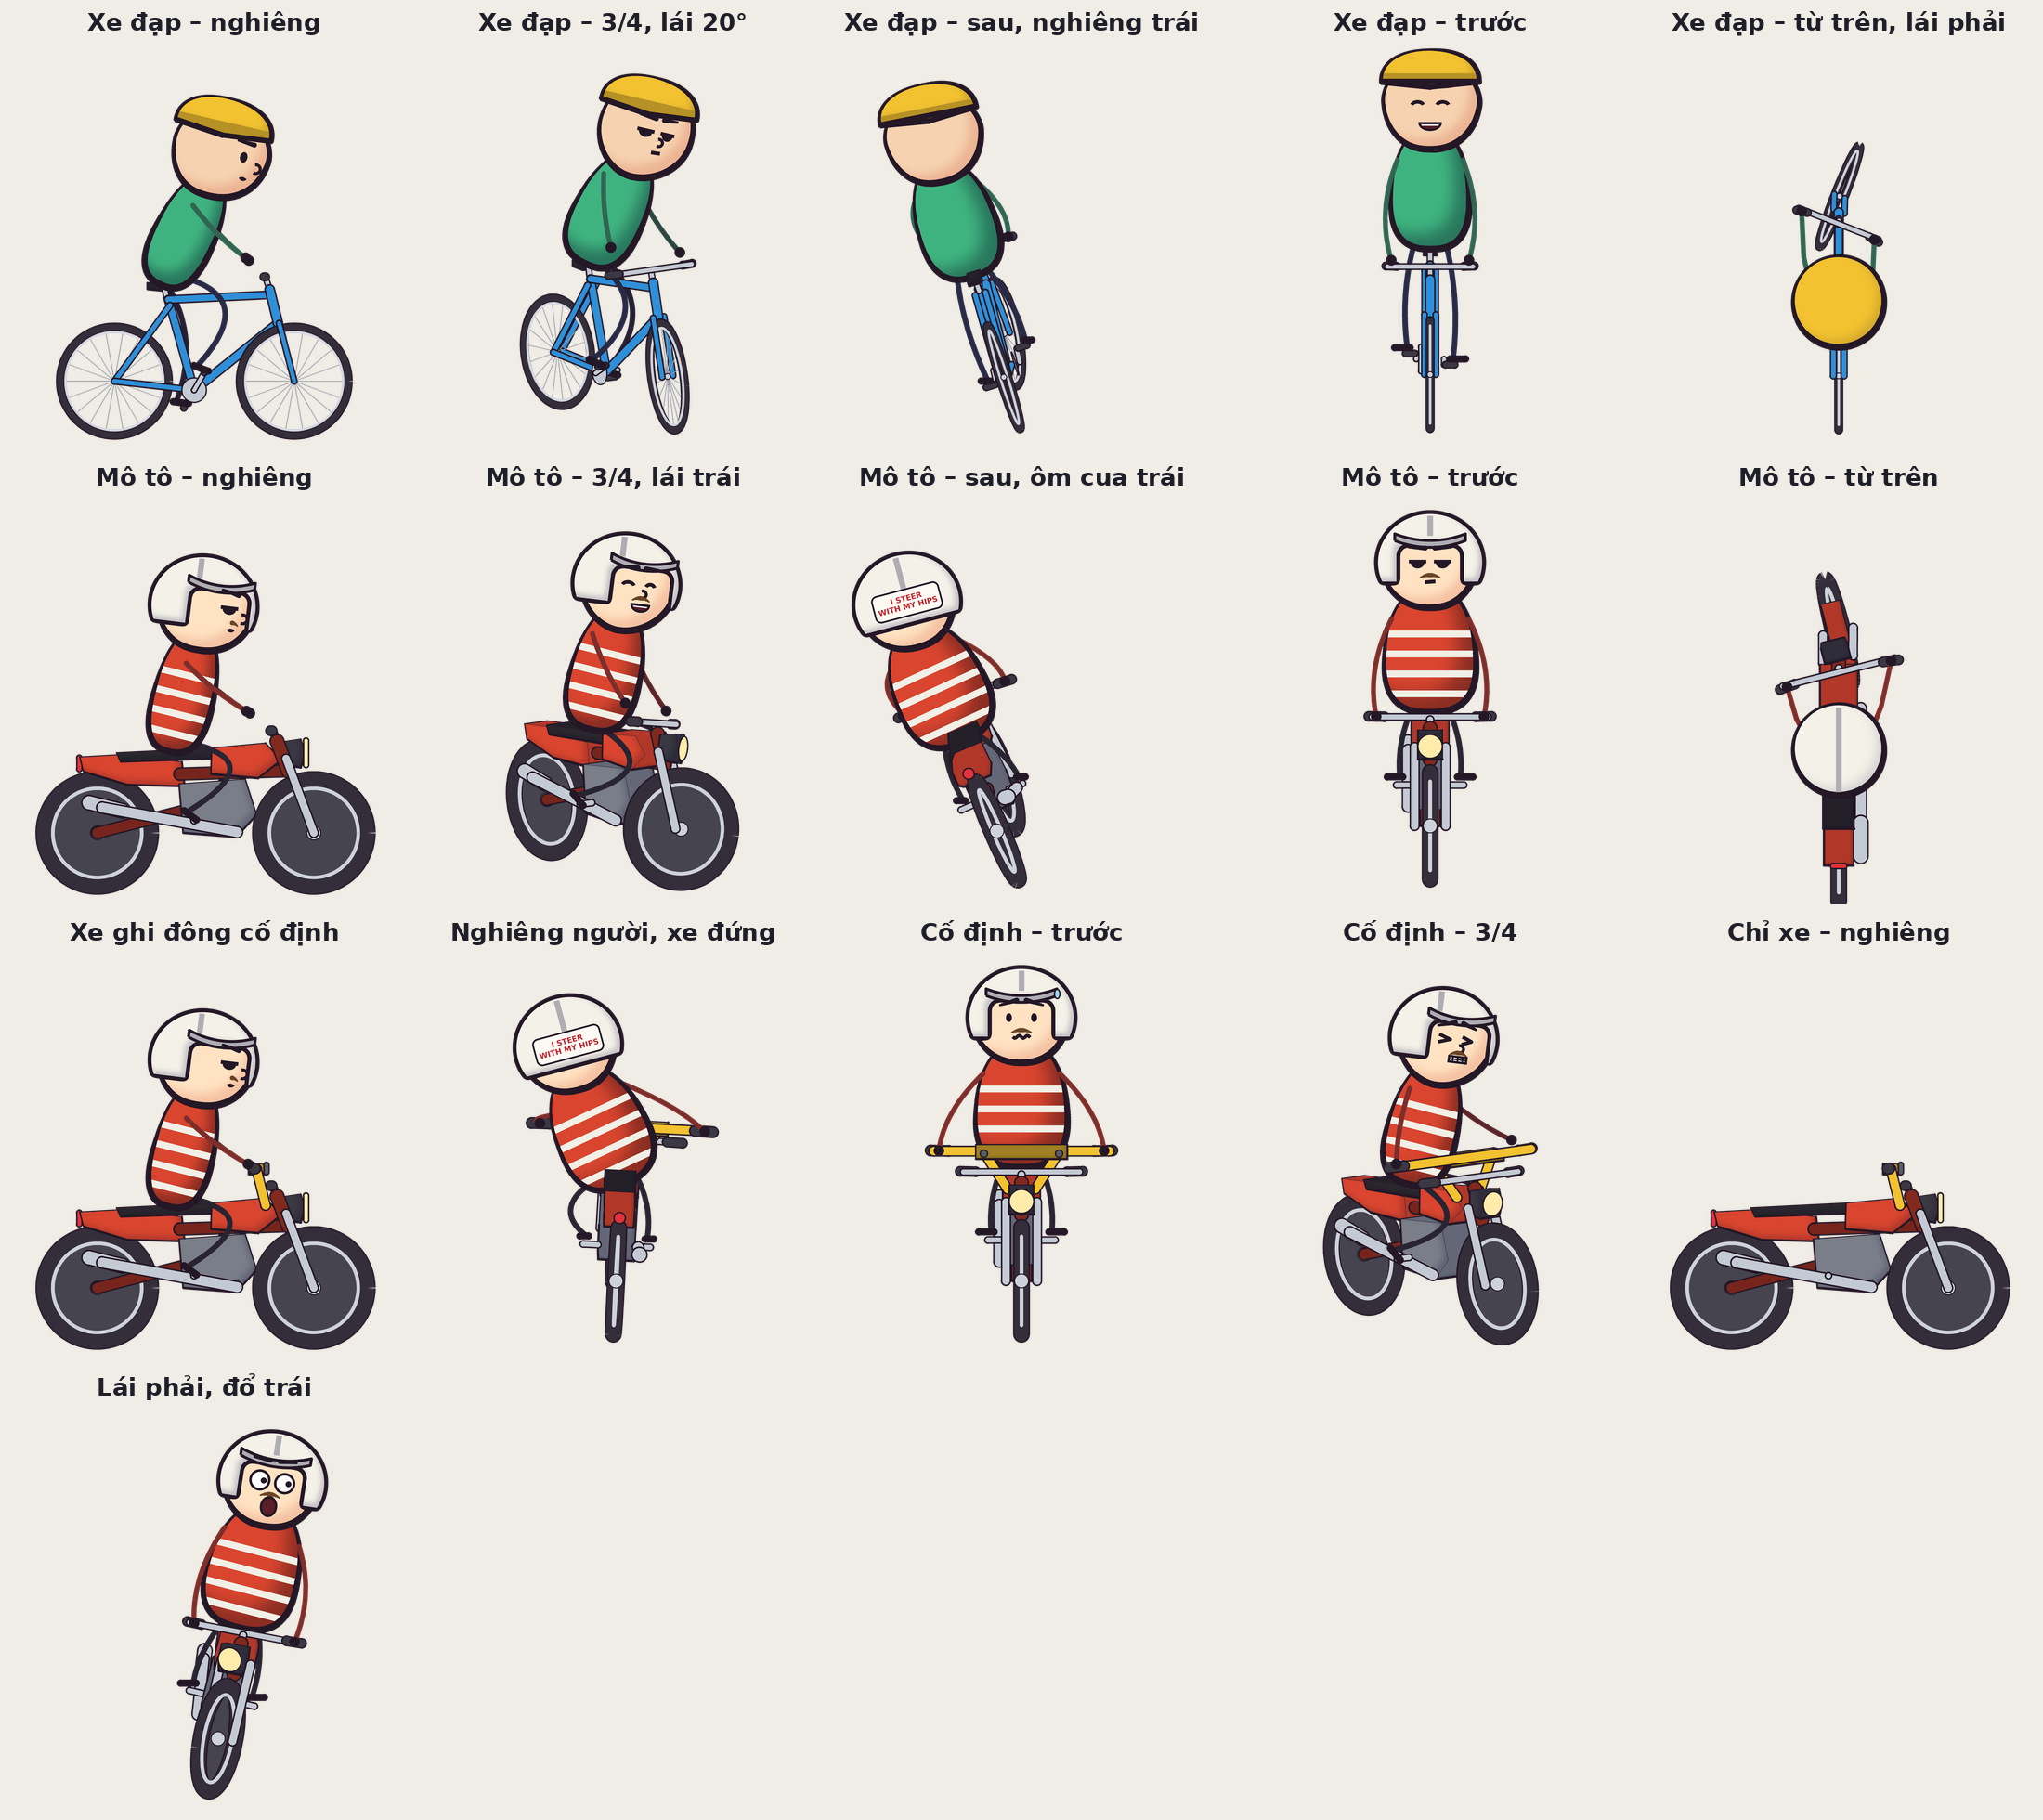 Xe đạp – nghiêng
Xe đạp – 3/4, lái 20°
Xe đạp – sau, nghiêng trái
Xe đạp – trước
Xe đạp – từ trên, lái phải
Mô tô – nghiêng
Mô tô – 3/4, lái trái
Mô tô – sau, ôm cua trái
Mô tô – trước
Mô tô – từ trên
I STEER
WITH MY HIPS
Xe ghi đông cố định
Nghiêng người, xe đứng
Cố định – trước
Cố định – 3/4
Chỉ xe – nghiêng
I STEER
WITH MY HIPS
Lái phải, đổ trái